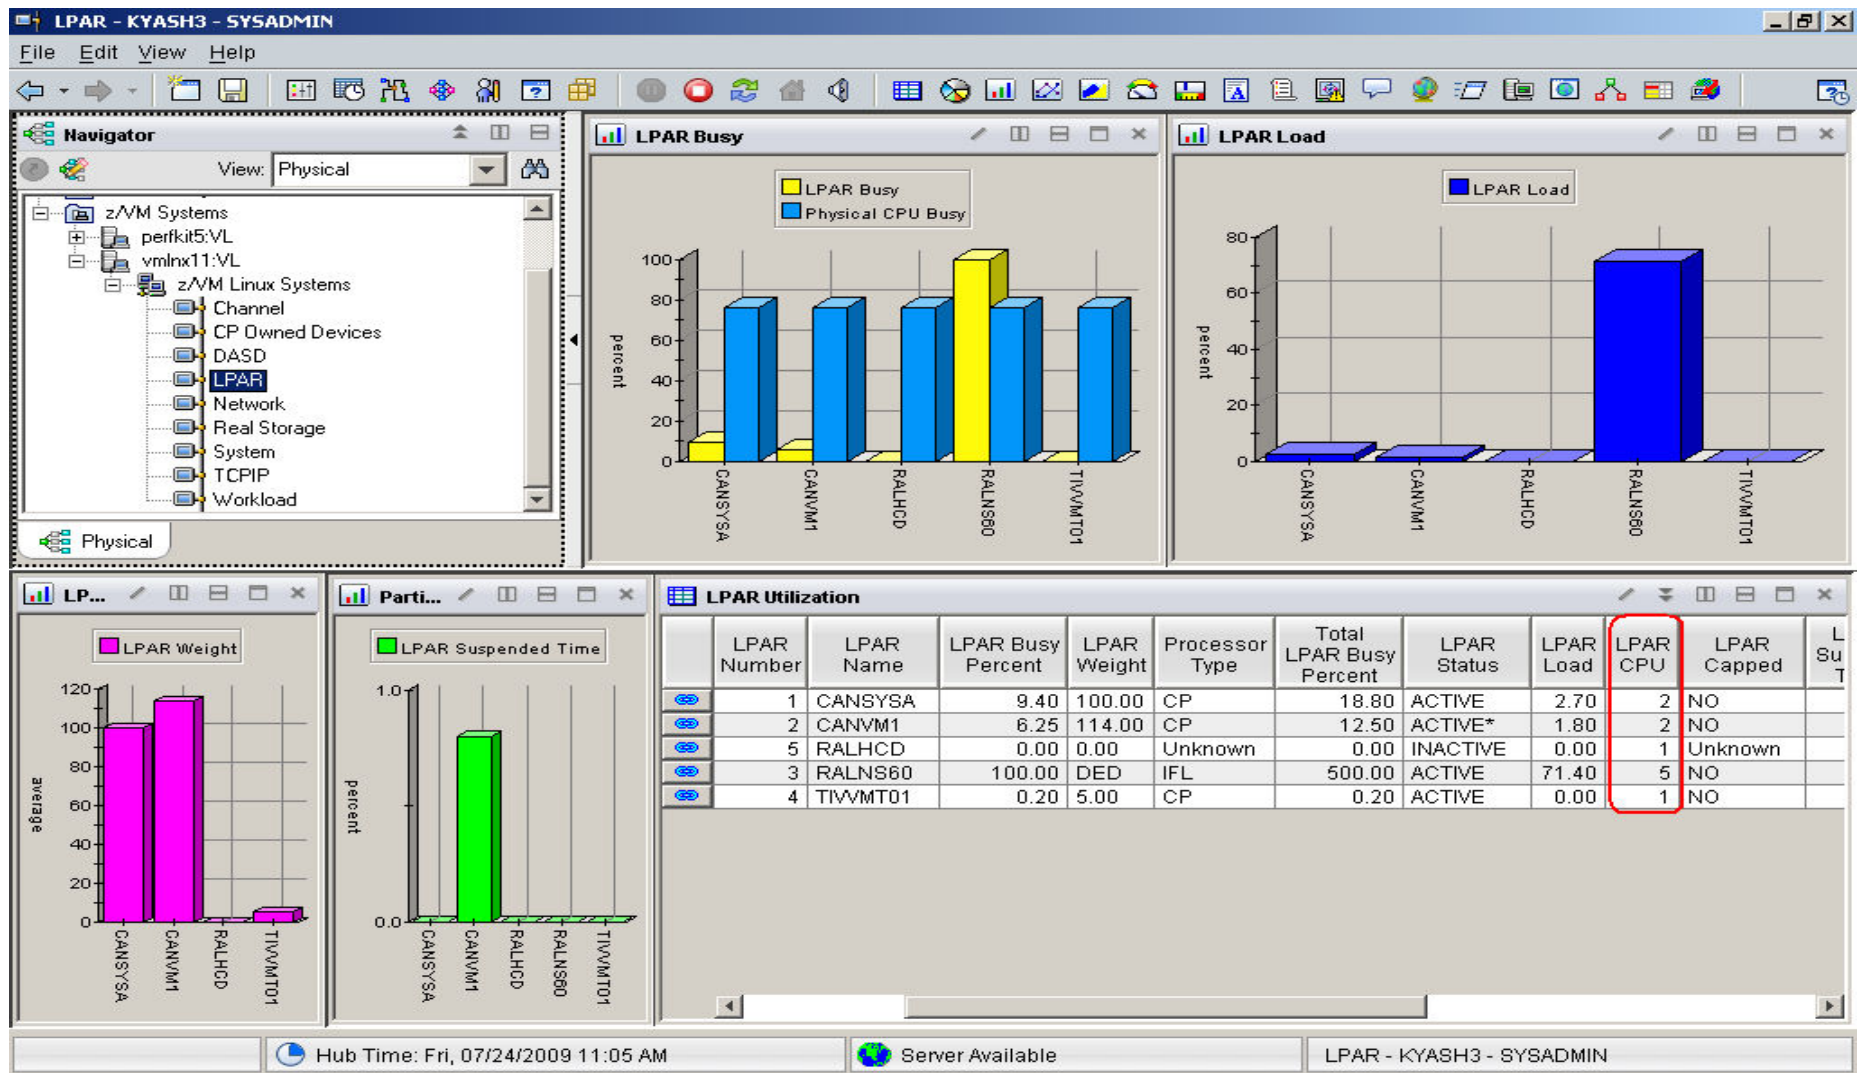 LPAR - KYASH3 - SYSADMIN
File Edit View Help
Navigator
View: Physical
z/VM Systems
perfkit5:VL
vmlnx11:VL
z/VM Linux Systems
Channel
CP Owned Devices
DASD
LPAR
Network
Real Storage
System
TCPIP
Workload
Physical
LPAR Busy
LPAR Busy
Physical CPU Busy
100
80
60
40
20
0
percent
CANSYSA
CANVM1
RALHCD
RALNS60
TIVVMT01
LPAR Load
LPAR Load
80
60
40
20
0
percent
CANSYSA
CANVM1
RALHCD
RALNS60
TIVVMT01
LP...
LPAR Weight
120
100
80
60
40
20
0
average
CANSYSA
CANVM1
RALHCD
TIVVMT01
Parti...
LPAR Suspended Time
1.0
0.0
percent
CANSYSA
CANVM1
RALHCD
RALNS60
TIVVMT01
LPAR Utilization
LPAR Number LPAR Name LPAR Busy Percent LPAR Weight Processor Type Total LPAR Busy Percent LPAR Status LPAR Load LPAR CPU LPAR Capped L Su T
1 CANSYSA 9.40 100.00 CP 18.80 ACTIVE 2.70 2 NO
2 CANVM1 6.25 114.00 CP 12.50 ACTIVE* 1.80 2 NO
5 RALHCD 0.00 0.00 Unknown 0.00 INACTIVE 0.00 1 Unknown
3 RALNS60 100.00 DED IFL 500.00 ACTIVE 71.40 5 NO
4 TIVVMT01 0.20 5.00 CP 0.20 ACTIVE 0.00 1 NO
Hub Time: Fri, 07/24/2009 11:05 AM
Server Available
LPAR - KYASH3 - SYSADMIN